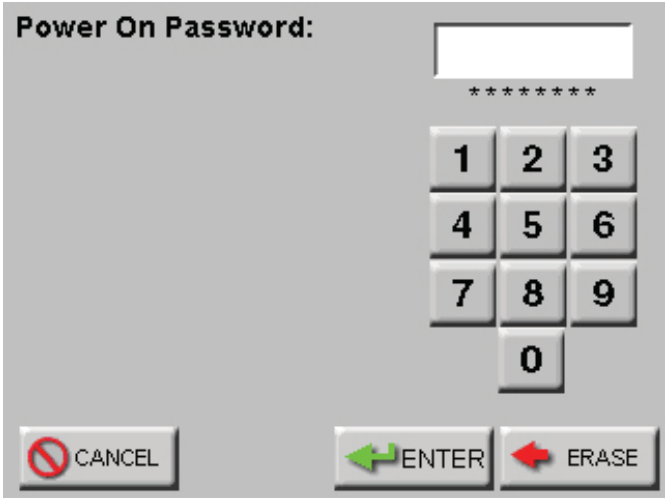 Power On Password:
********
1 2 3
4 5 6
7 8 9
0
CANCEL ENTER ERASE